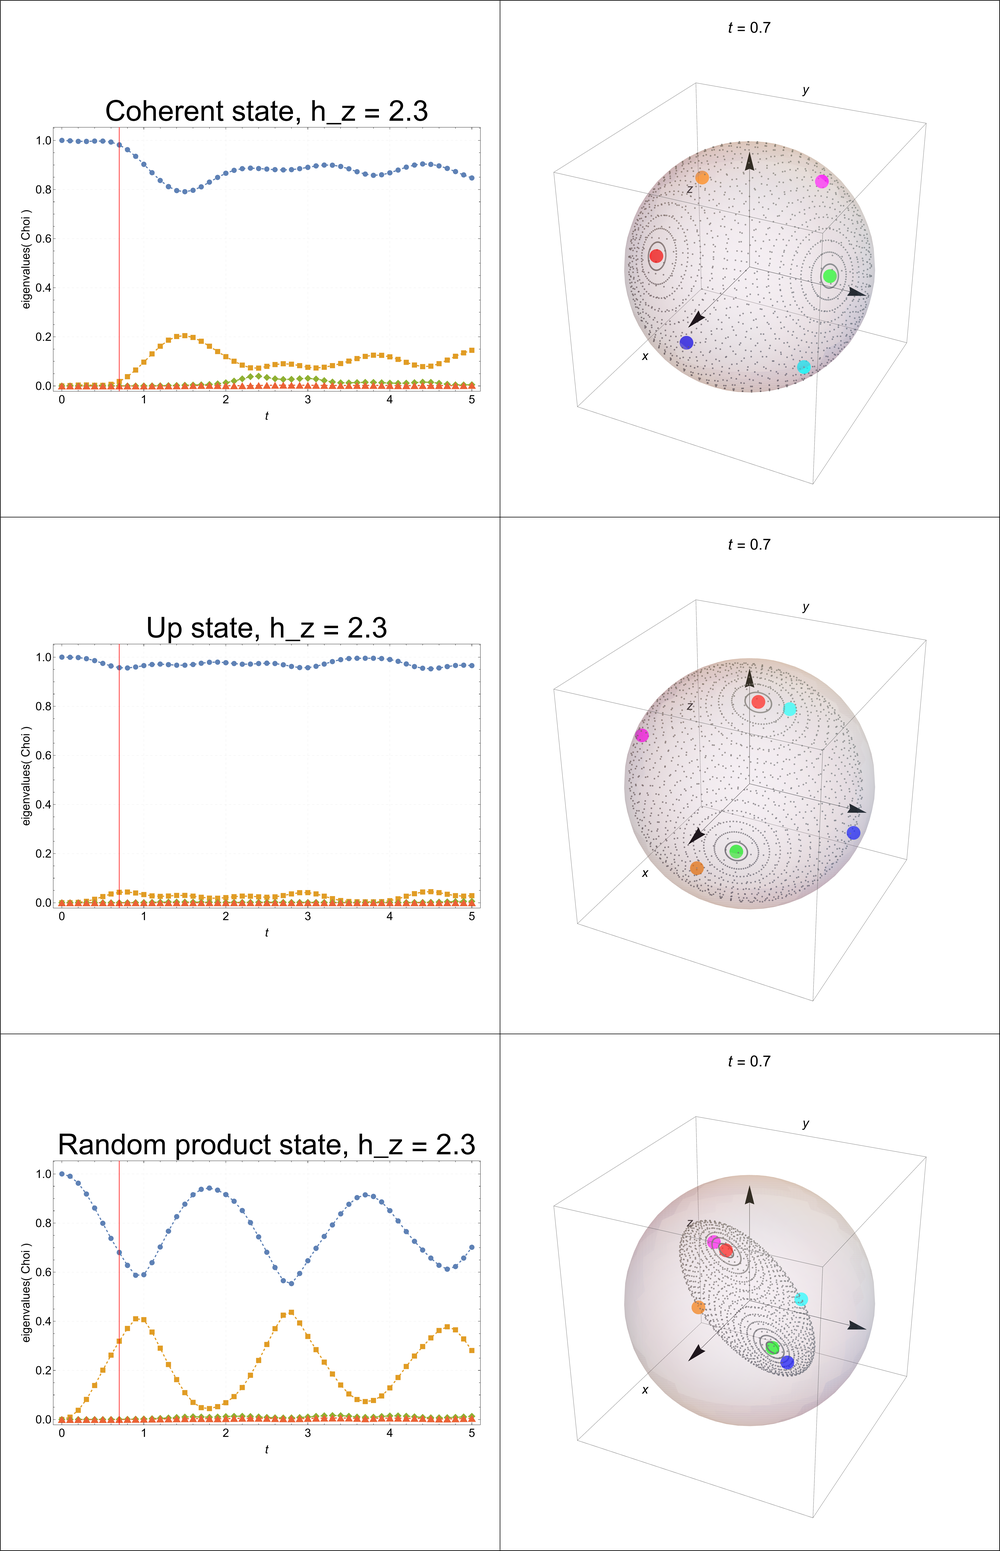 Coherent state, h_z = 2.3
eigenvalues( Choi )
1.0
0.8
0.6
0.4
0.2
0.0
0 1 2 3 4 5
t
t = 0.7
y
z
x
Up state, h_z = 2.3
eigenvalues( Choi )
1.0
0.8
0.6
0.4
0.2
0.0
0 1 2 3 4 5
t
t = 0.7
y
z
x
Random product state, h_z = 2.3
eigenvalues( Choi )
1.0
0.8
0.6
0.4
0.2
0.0
0 1 2 3 4 5
t
t = 0.7
y
z
x